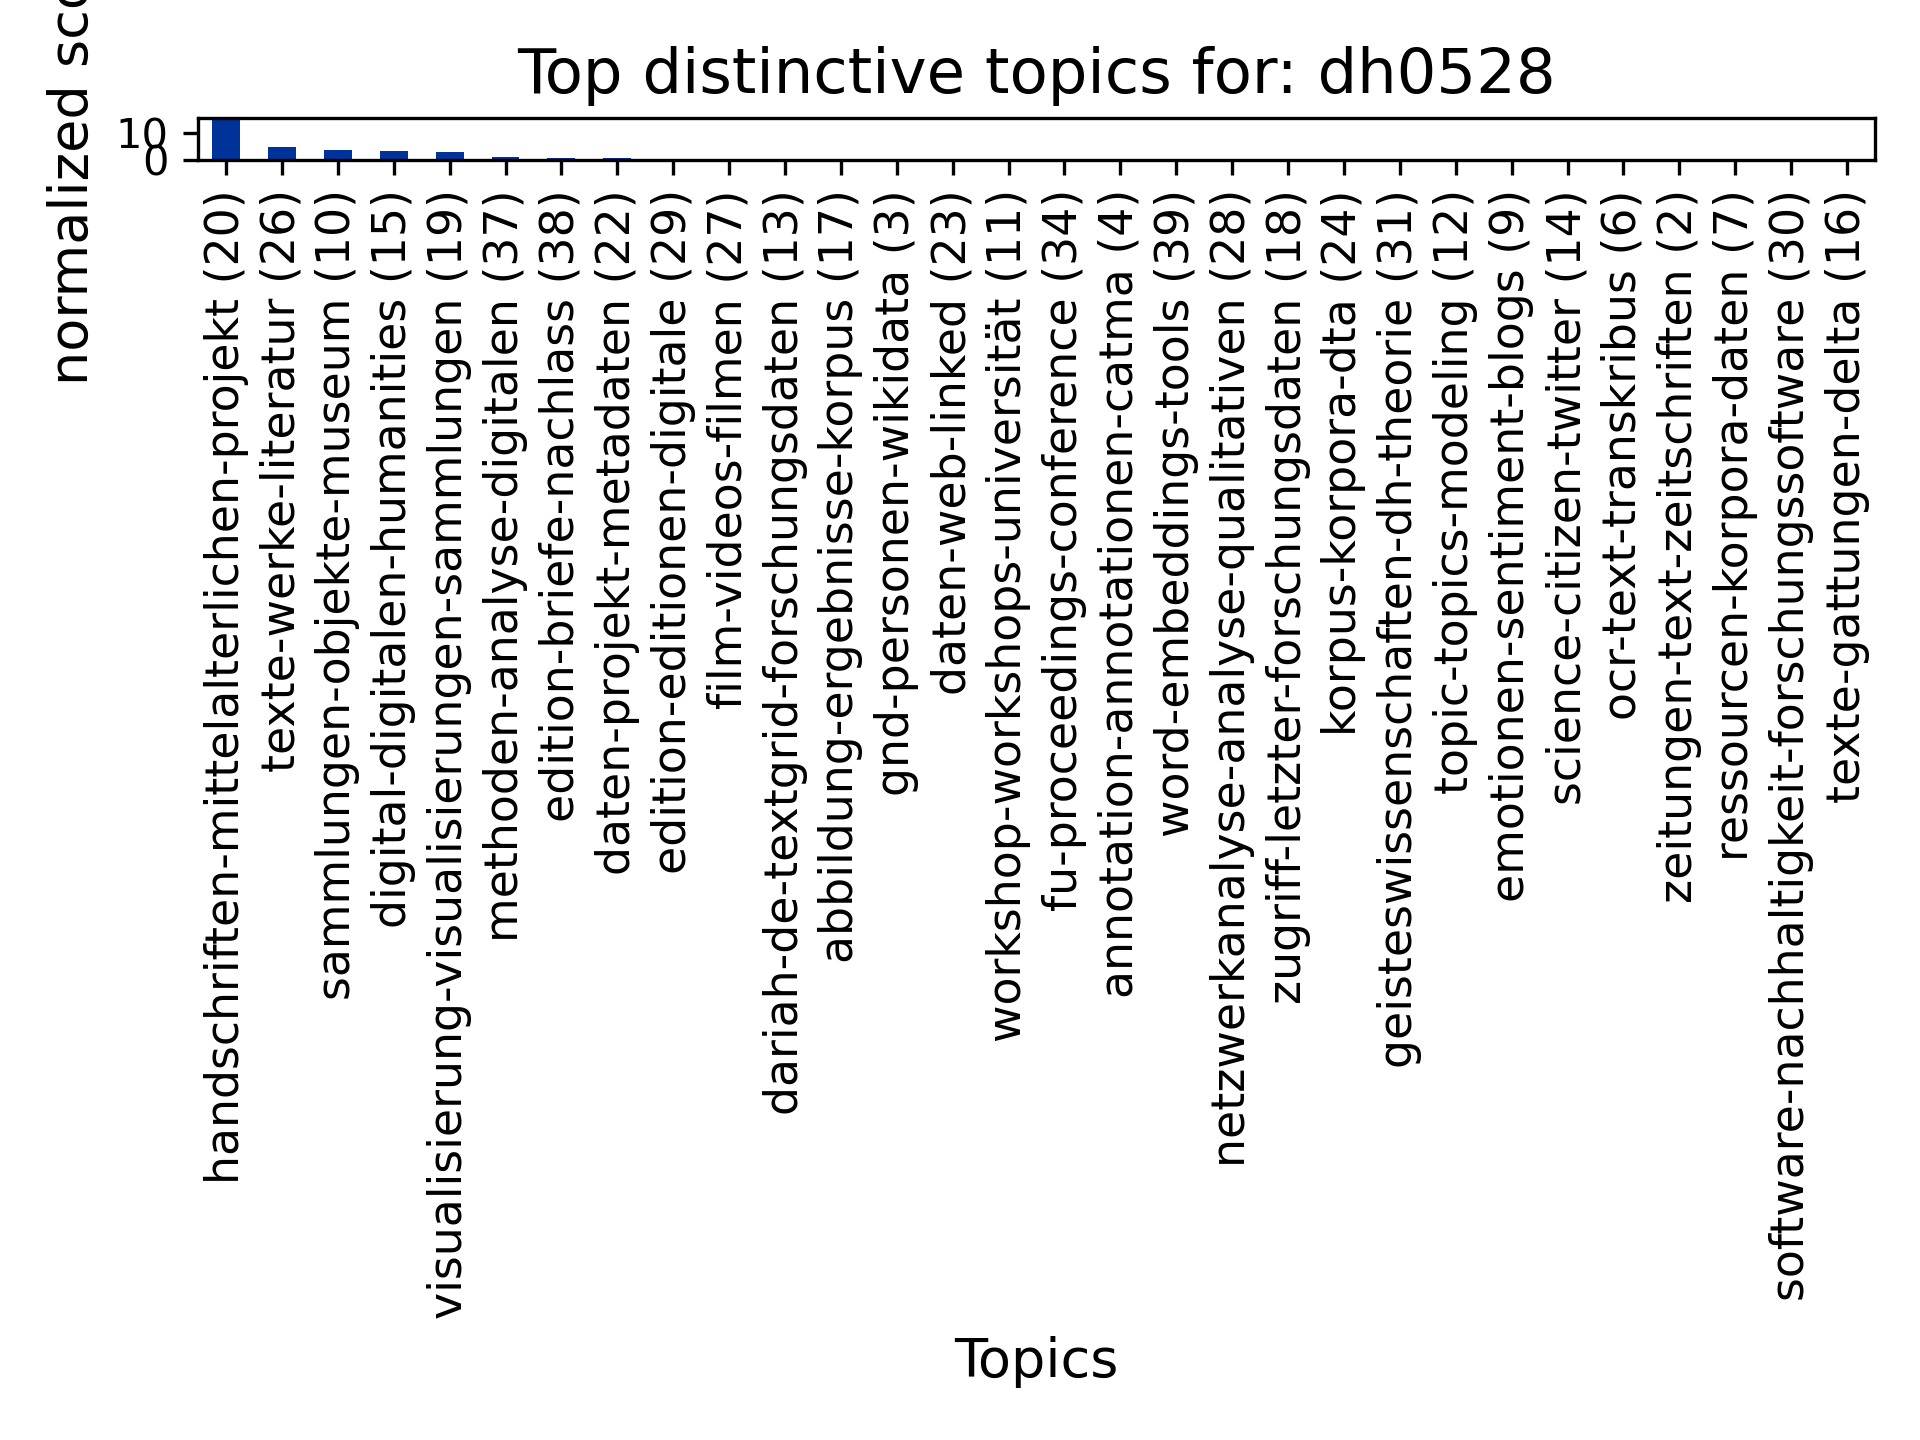 Top distinctive topics for: dh0528
normalized
10
0
handschriften-mittelalterlichen-projekt (20)
texte-werke-literatur (26)
sammlungen-objekte-museum (10)
digital-digitalen-humanities (15)
visualisierung-visualisierungen-sammlungen (19)
methoden-analyse-digitalen (37)
edition-briefe-nachlass (38)
daten-projekt-metadaten (22)
edition-editionen-digitale (29)
film-videos-filmen (27)
dariah-de-textgrid-forschungsdaten (13)
abbildung-ergebnisse-korpus (17)
gnd-personen-wikidata (3)
daten-web-linked (23)
workshop-workshops-universität (11)
fu-proceedings-conference (34)
annotation-annotationen-catma (4)
word-embeddings-tools (39)
netzwerkanalyse-analyse-qualitativen (28)
zugriff-letzter-forschungsdaten (18)
korpus-korpora-dta (24)
geisteswissenschaften-dh-theorie (31)
topic-topics-modeling (12)
emotionen-sentiment-blogs (9)
science-citizen-twitter (14)
ocr-text-transkribus (6)
zeitungen-text-zeitschriften (2)
ressourcen-korpora-daten (7)
software-nachhaltigkeit-forschungssoftware (30)
texte-gattungen-delta (16)
Topics